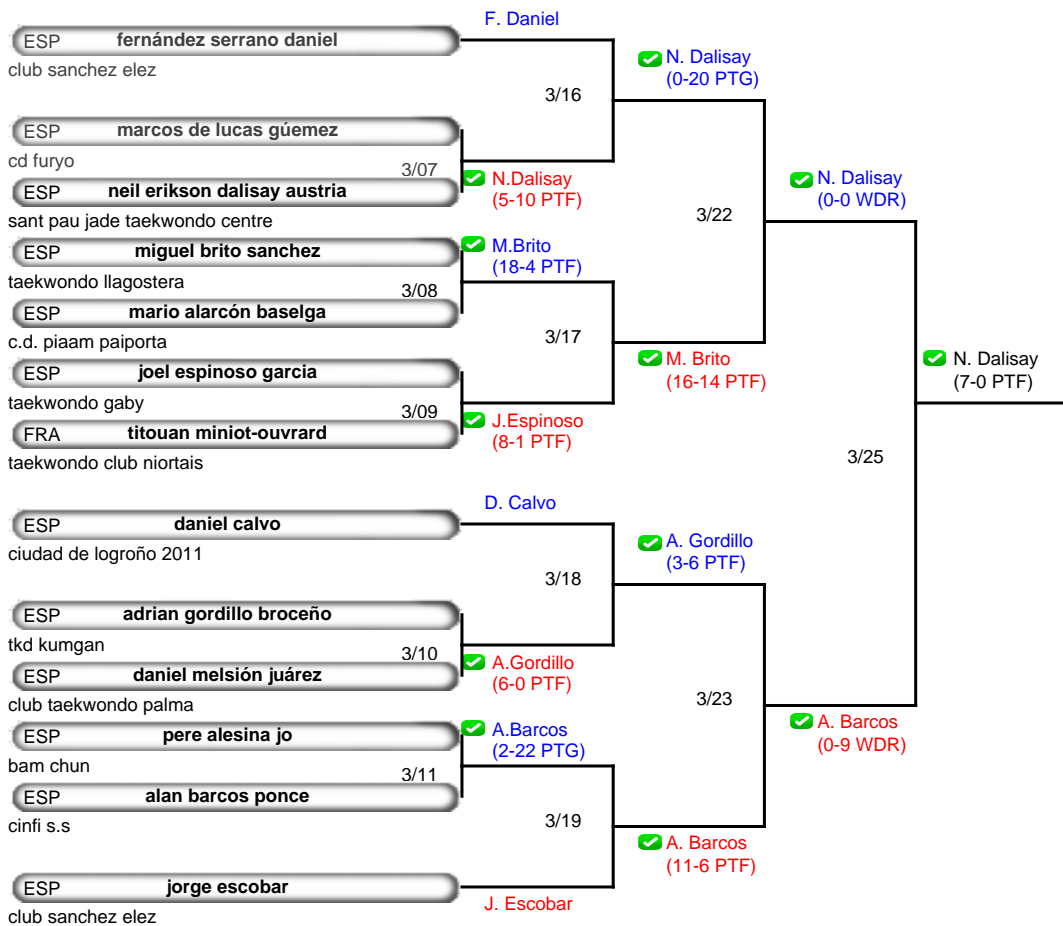 F. Daniel
ESP fernández serrano daniel
club sanchez elez
N. Dalisay
(0-20 PTG)
3/16
ESP marcos de lucas gúemez
cd furyo
3/07
N.Dalisay
(5-10 PTF)
ESP neil erikson dalisay austria
sant pau jade taekwondo centre
N. Dalisay
(0-0 WDR)
3/22
ESP miguel brito sanchez
M.Brito
(18-4 PTF)
taekwondo llagostera
3/08
ESP mario alarcón baselga
c.d. piaam paiporta
3/17
M. Brito
(16-14 PTF)
ESP joel espinoso garcia
taekwondo gaby
3/09
J.Espinoso
(8-1 PTF)
FRA titouan miniot-ouvrard
taekwondo club niortais
N. Dalisay
(7-0 PTF)
3/25
D. Calvo
ESP daniel calvo
ciudad de logroño 2011
A. Gordillo
(3-6 PTF)
3/18
ESP adrian gordillo broceño
tkd kumgan
3/10
A.Gordillo
(6-0 PTF)
ESP daniel melsión juárez
club taekwondo palma
3/23
A. Barcos
(0-9 WDR)
ESP pere alesina jo
A.Barcos
(2-22 PTG)
bam chun
3/11
ESP alan barcos ponce
cinfi s.s
3/19
A. Barcos
(11-6 PTF)
ESP jorge escobar
J. Escobar
club sanchez elez